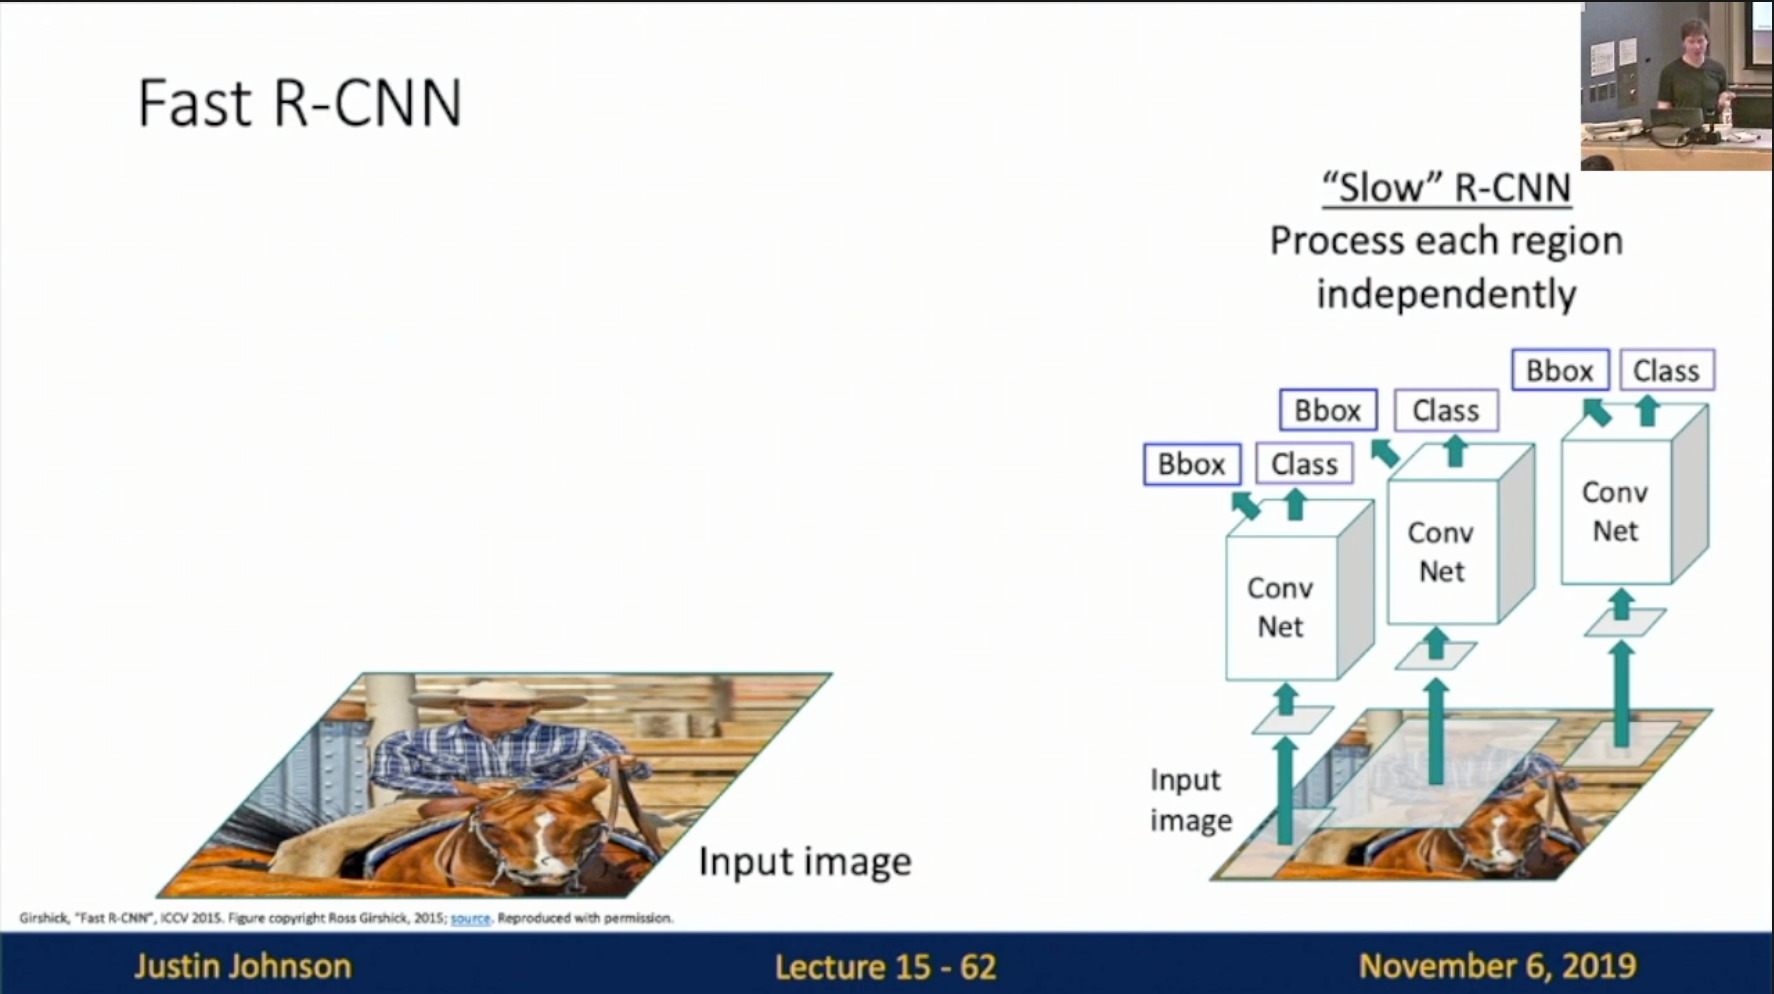 Fast R-CNN
“Slow” R-CNN
Process each region
independently
Bbox
Class
Bbox
Class
Bbox
Class
Conv
Net
Conv
Net
Conv
Net
Input
image
Input image
Girshick, “Fast R-CNN”, ICCV 2015. Figure copyright Ross Girshick, 2015; source. Reproduced with permission.
Justin Johnson
Lecture 15 - 62
November 6, 2019